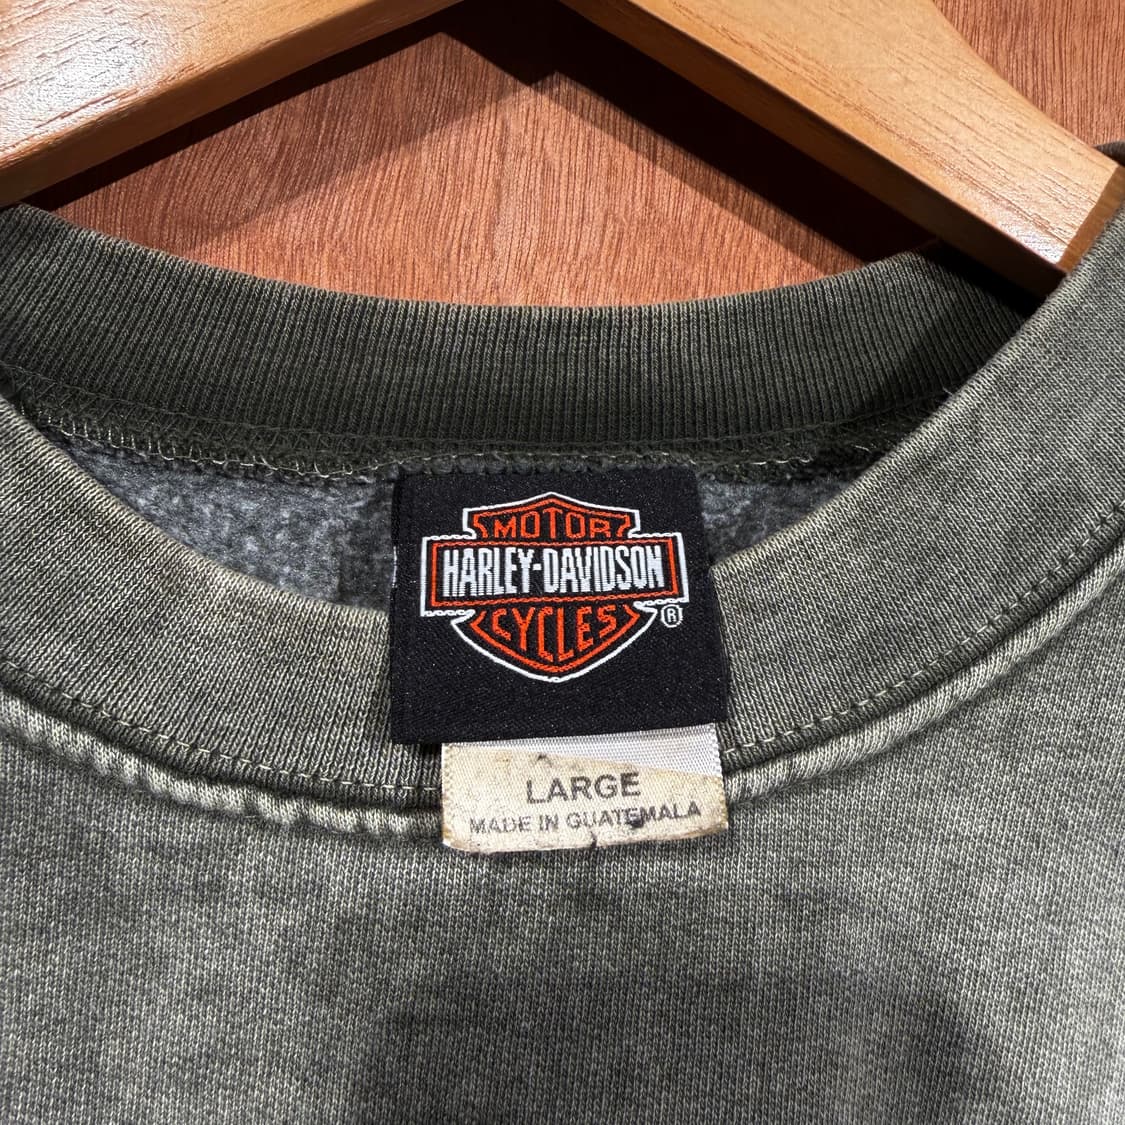 MOTOR
HARLEY-DAVIDSON
CYCLES
®
LARGE
MADE IN GUATEMALA